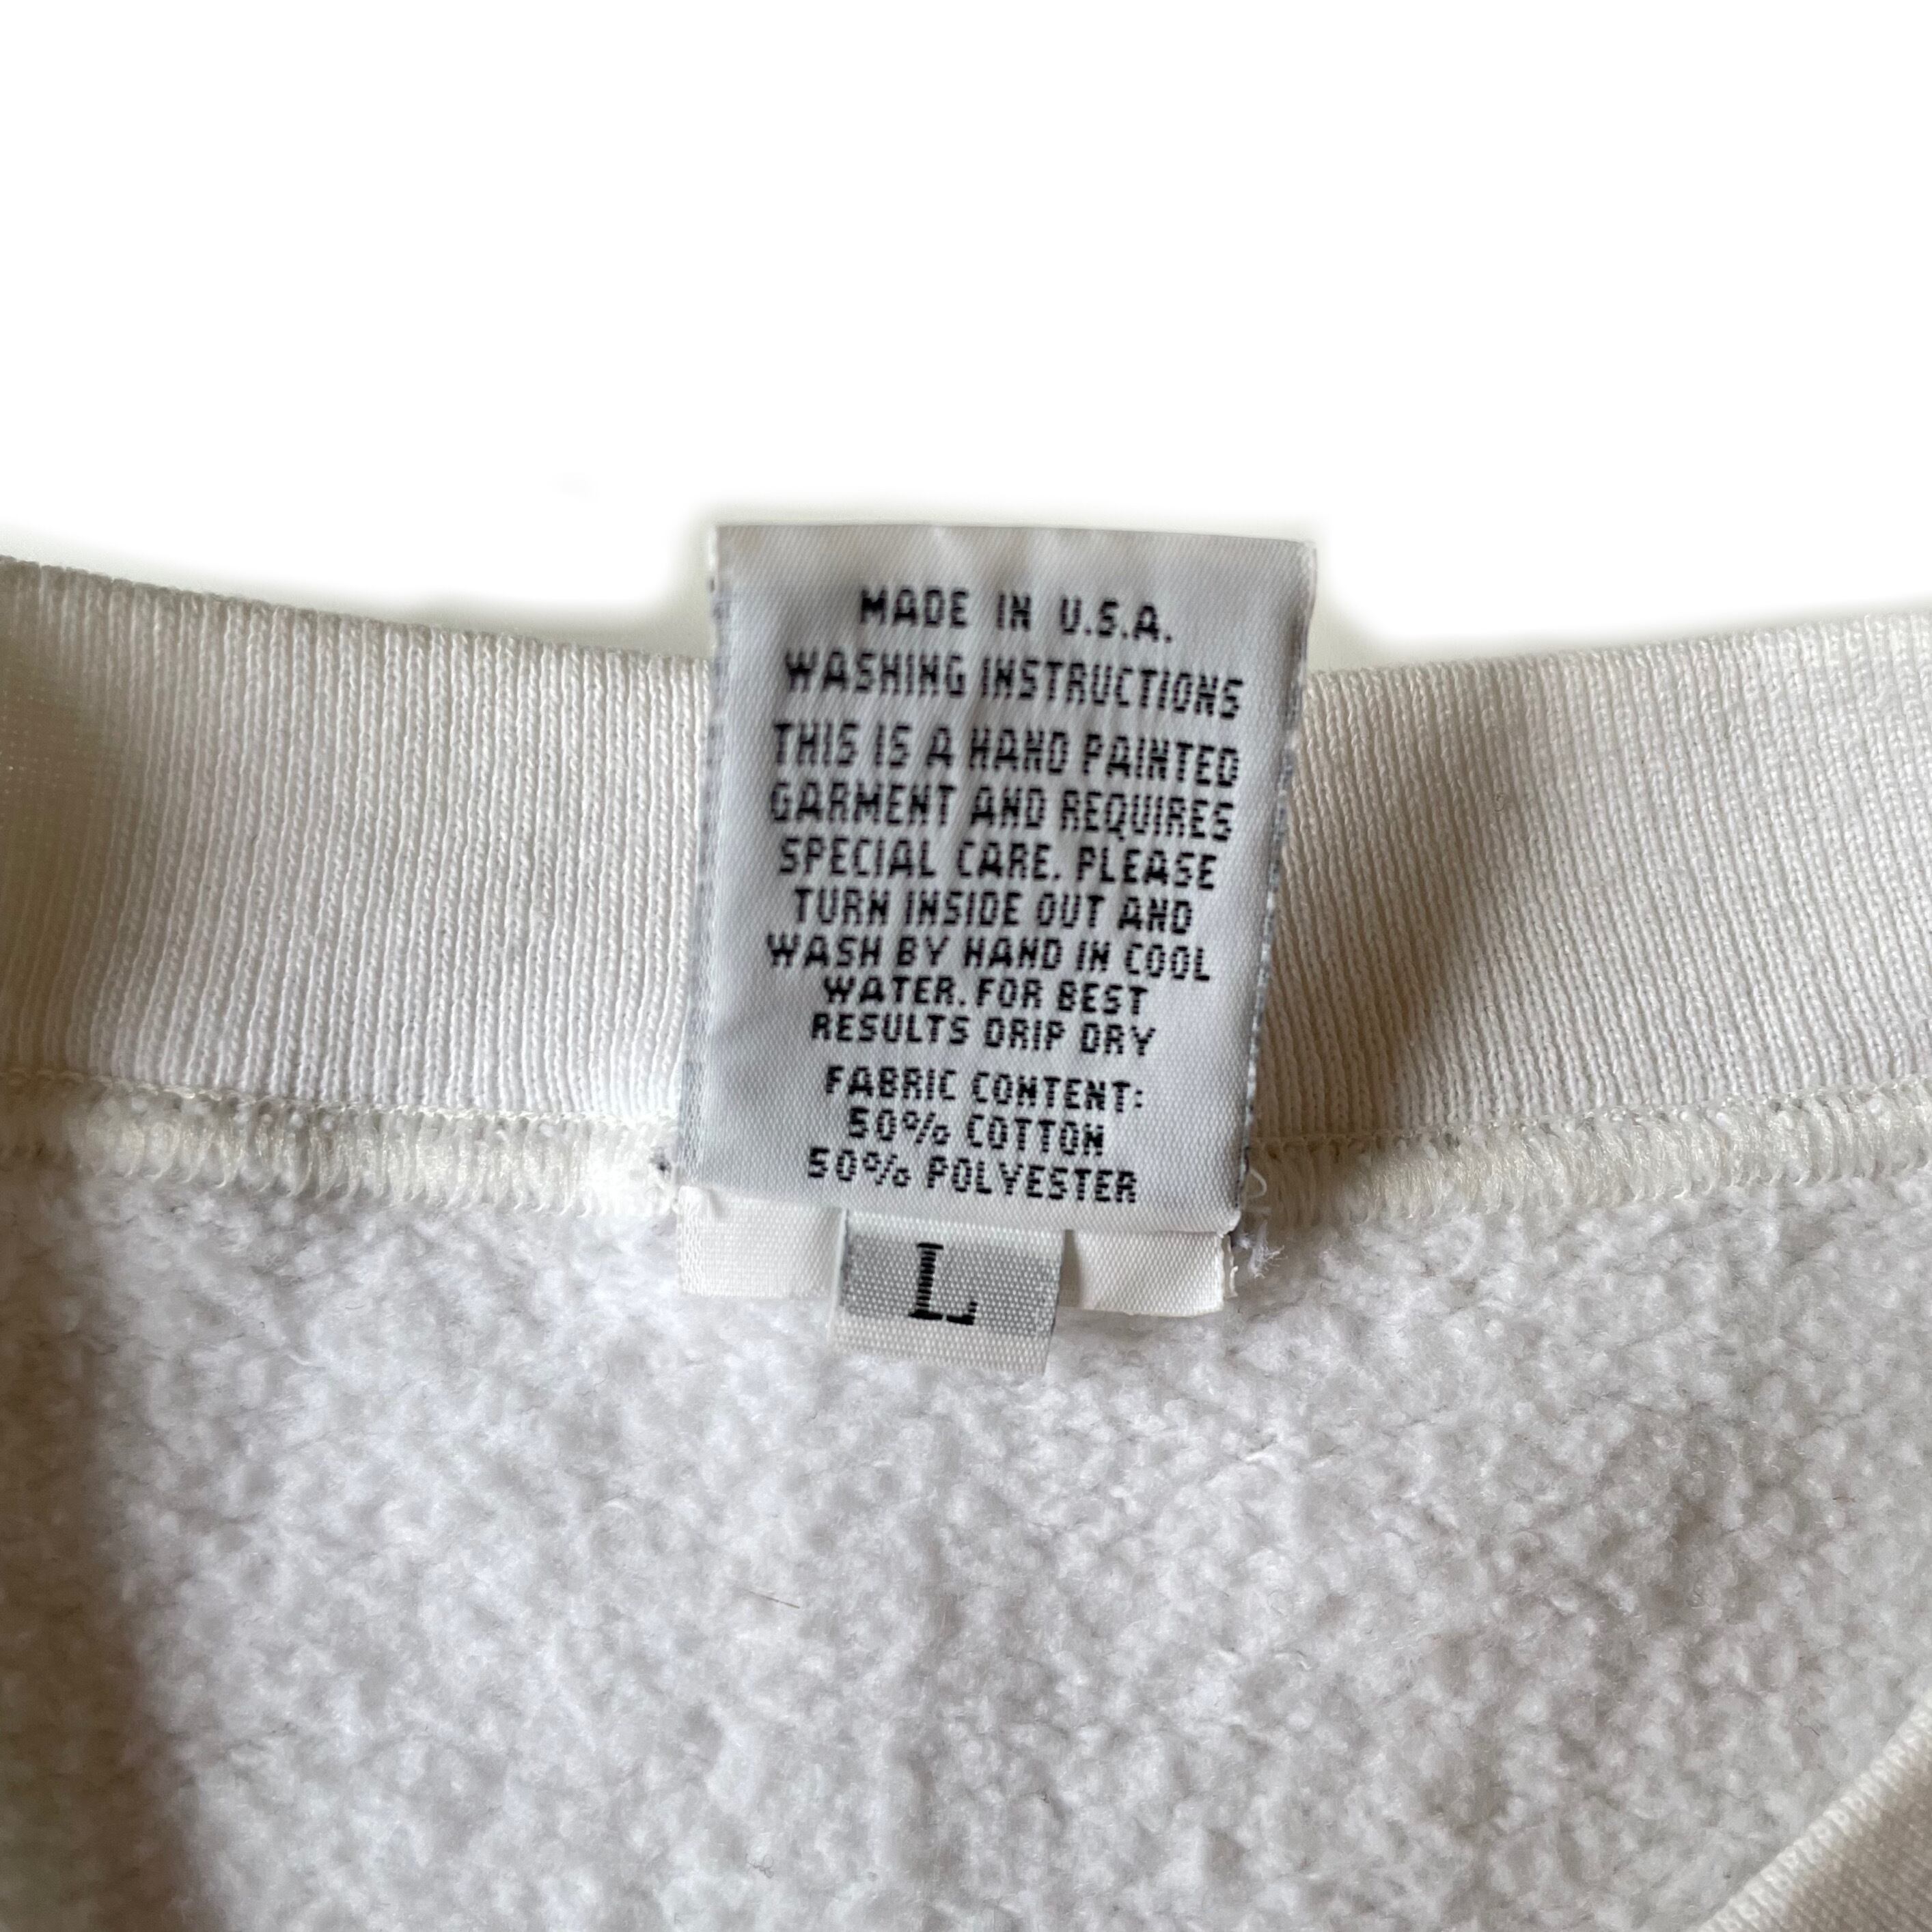 MADE IN U.S.A.
WASHING INSTRUCTIONS
THIS IS A HAND PAINTED
GARMENT AND REQUIRES
SPECIAL CARE. PLEASE
TURN INSIDE OUT AND
WASH BY HAND IN COOL
WATER. FOR BEST
RESULTS DRIP DRY
FABRIC CONTENT:
50% COTTON
50% POLYESTER
L